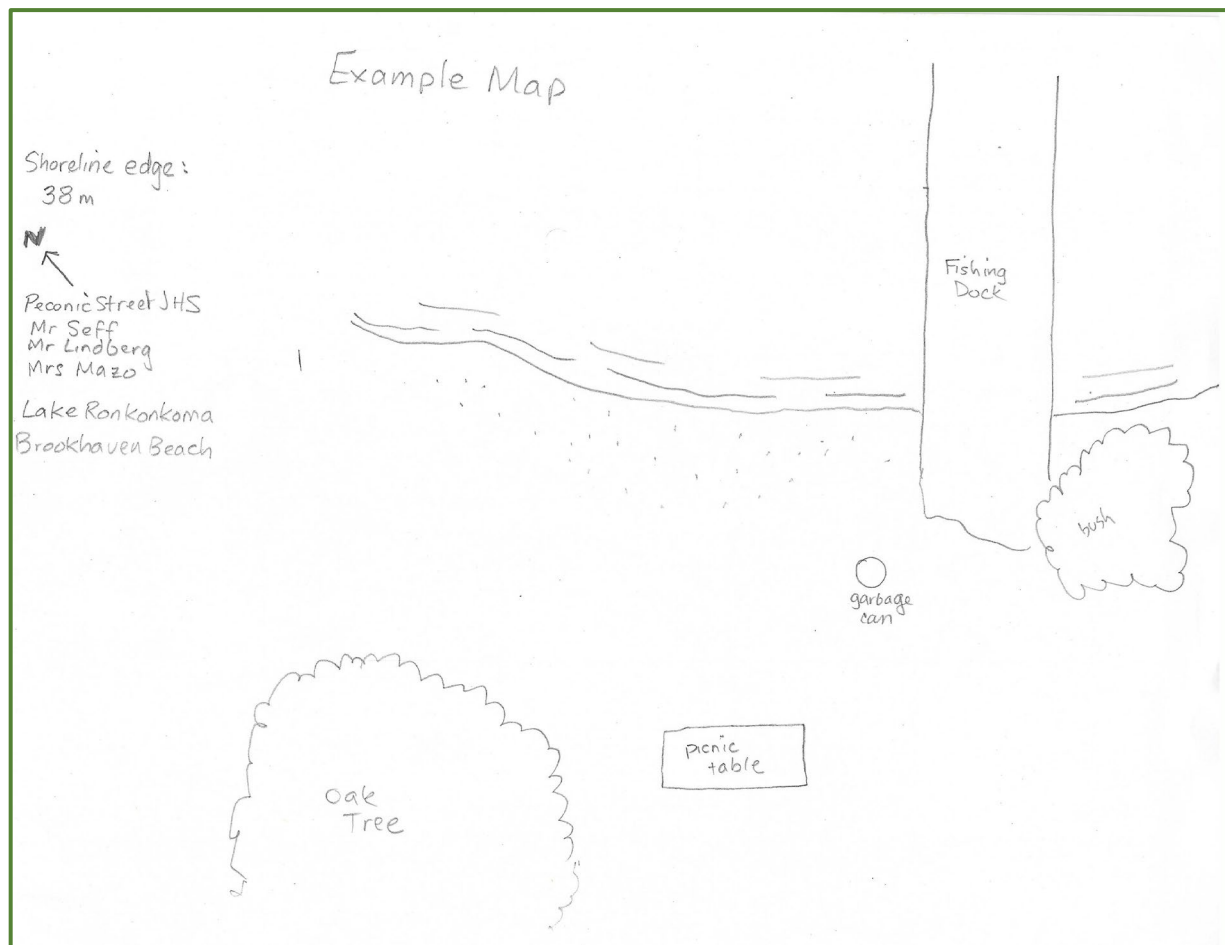 Example Map
Shoreline edge:
38 m
N
Peconic Street JHS
Mr Seff
Mr Lindberg
Mrs Mazo
Lake Ronkonkoma
Brookhaven Beach
Fishing
Dock
bush
garbage
can
picnic
table
Oak
Tree